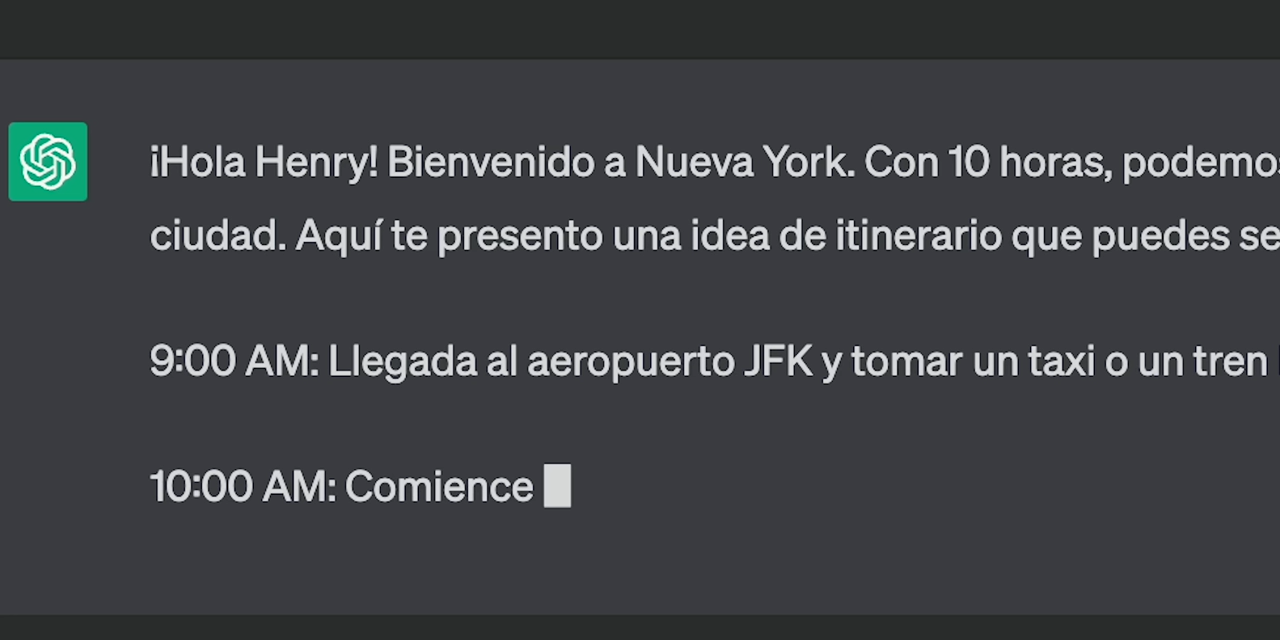 ¡Hola Henry! Bienvenido a Nueva York. Con 10 horas, podemos
ciudad. Aquí te presento una idea de itinerario que puedes se
9:00 AM: Llegada al aeropuerto JFK y tomar un taxi o un tren
10:00 AM: Comience